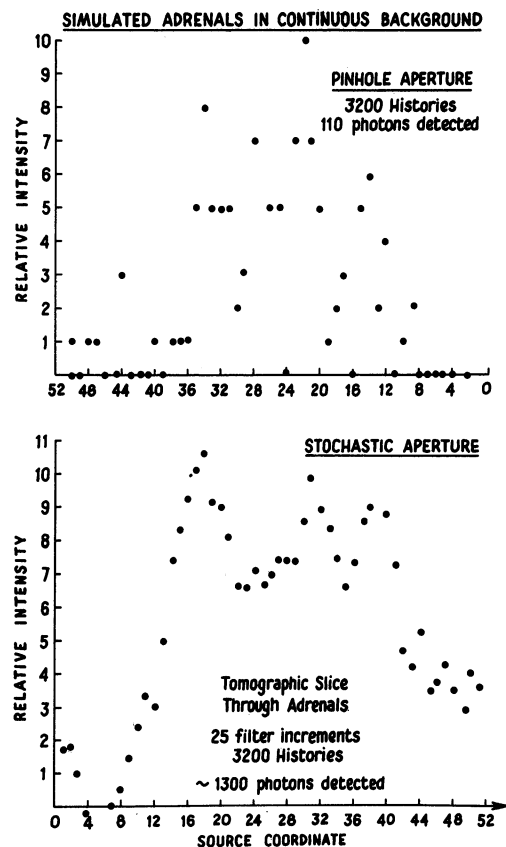 SIMULATED ADRENALS IN CONTINUOUS BACKGROUND
10
9
8
7
6
5
4
3
2
1
RELATIVE INTENSITY
PINHOLE APERTURE
3200 Histories
110 photons detected
52 48 44 40 36 32 28 24 20 16 12 8 4 0
11
10
9
8
7
6
5
4
3
2
1
RELATIVE INTENSITY
STOCHASTIC APERTURE
Tomographic Slice
Through Adrenals
25 filter increments
3200 Histories
~ 1300 photons detected
0 4 8 12 16 20 24 28 32 36 40 44 48 52
SOURCE COORDINATE